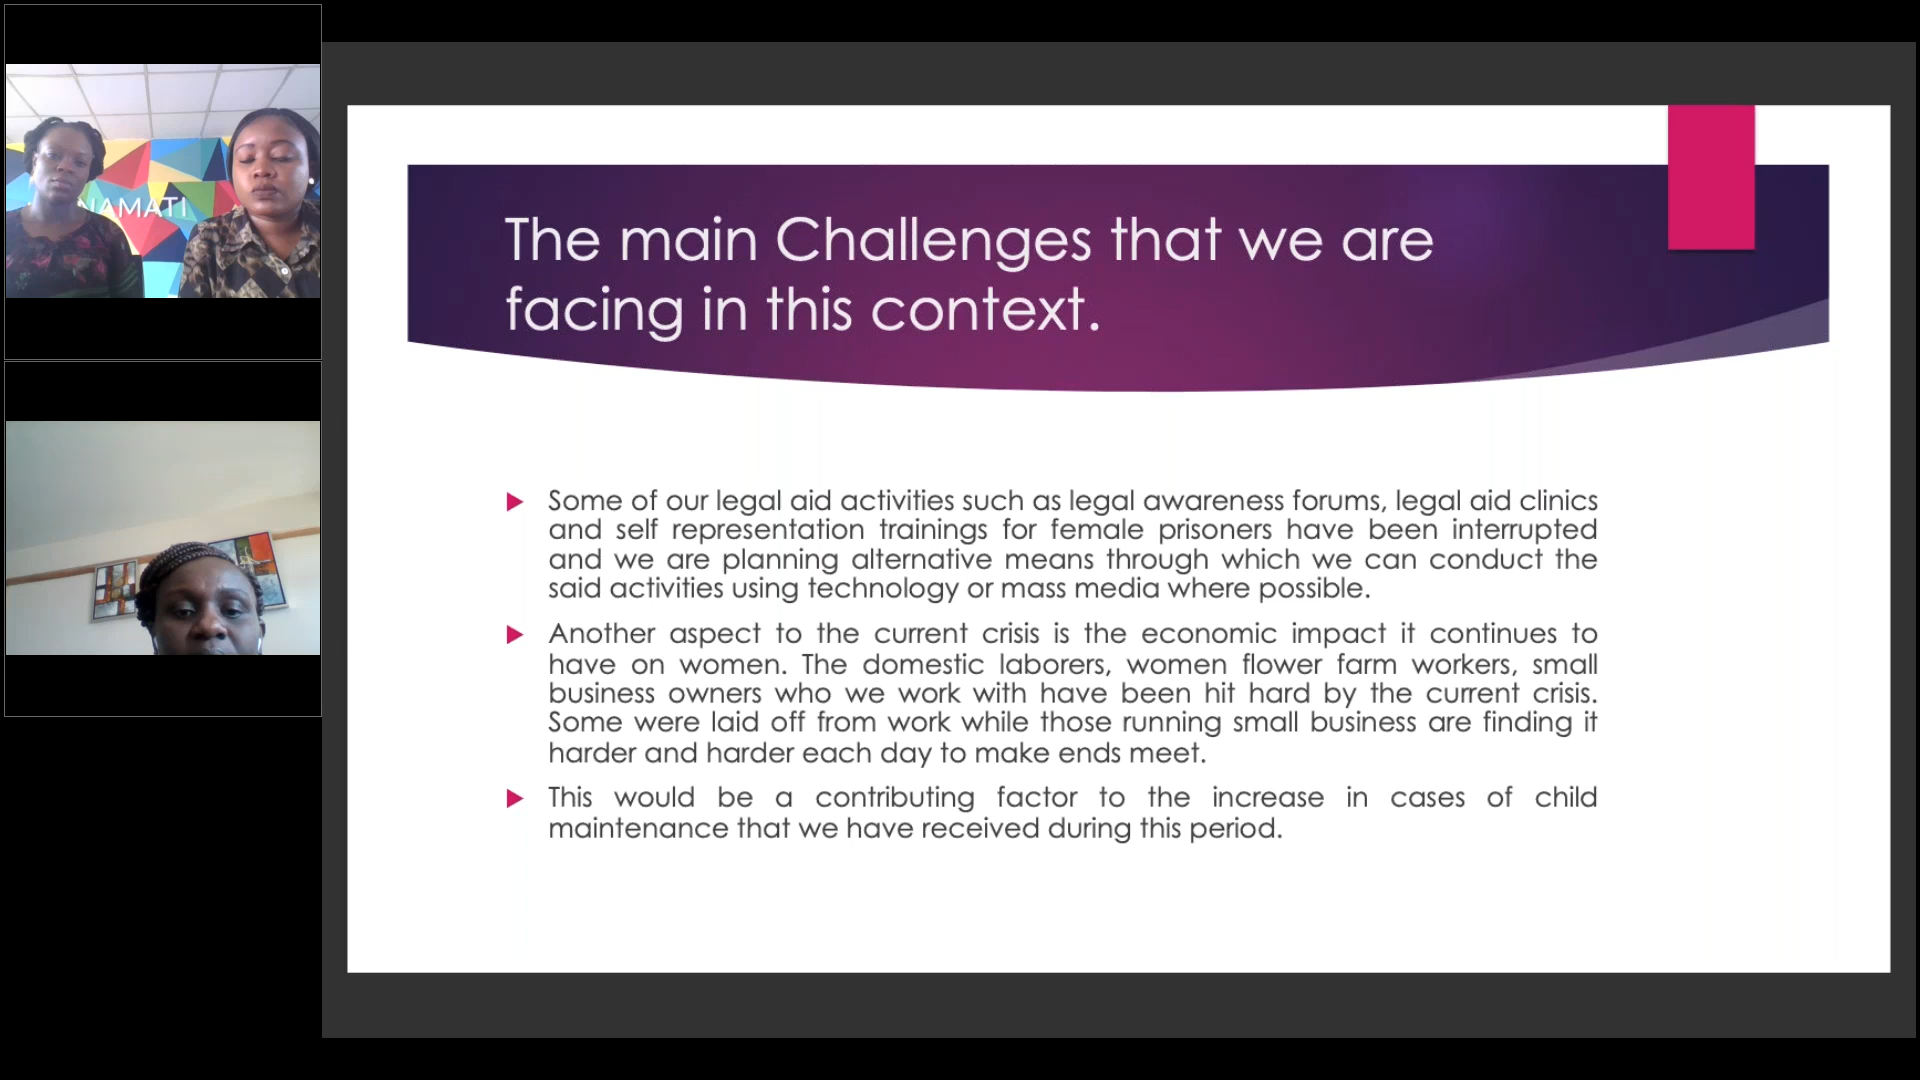 NAMATI
The main Challenges that we are
facing in this context.
Some of our legal aid activities such as legal awareness forums, legal aid clinics
and self representation trainings for female prisoners have been interrupted
and we are planning alternative means through which we can conduct the
said activities using technology or mass media where possible.
Another aspect to the current crisis is the economic impact it continues to
have on women. The domestic laborers, women flower farm workers, small
business owners who we work with have been hit hard by the current crisis.
Some were laid off from work while those running small business are finding it
harder and harder each day to make ends meet.
This would be a contributing factor to the increase in cases of child
maintenance that we have received during this period.